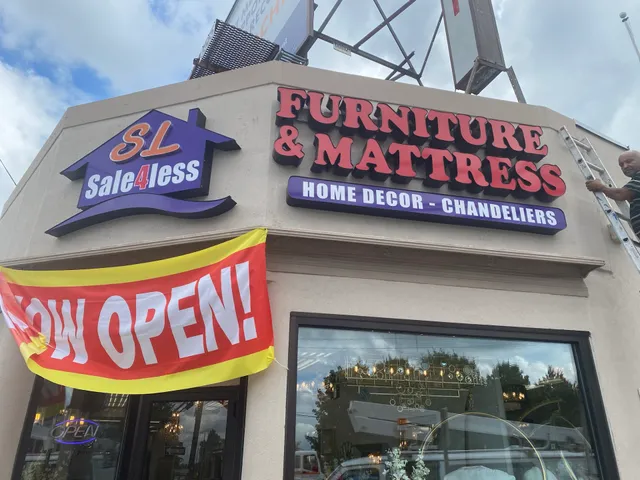 SL
Sale4less
FURNITURE
& MATTRESS
HOME DECOR - CHANDELIERS
NOW OPEN!
OPEN